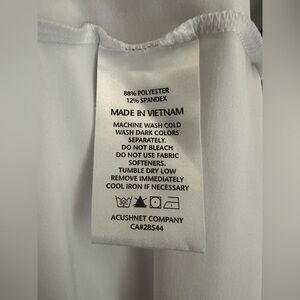 88% POLYESTER
12% SPANDEX
MADE IN VIETNAM
MACHINE WASH COLD
WASH DARK COLORS
SEPARATELY.
DO NOT BLEACH
DO NOT USE FABRIC
SOFTENERS.
TUMBLE DRY LOW
REMOVE IMMEDIATELY
COOL IRON IF NECESSARY
ACUSHNET COMPANY
CA#28544